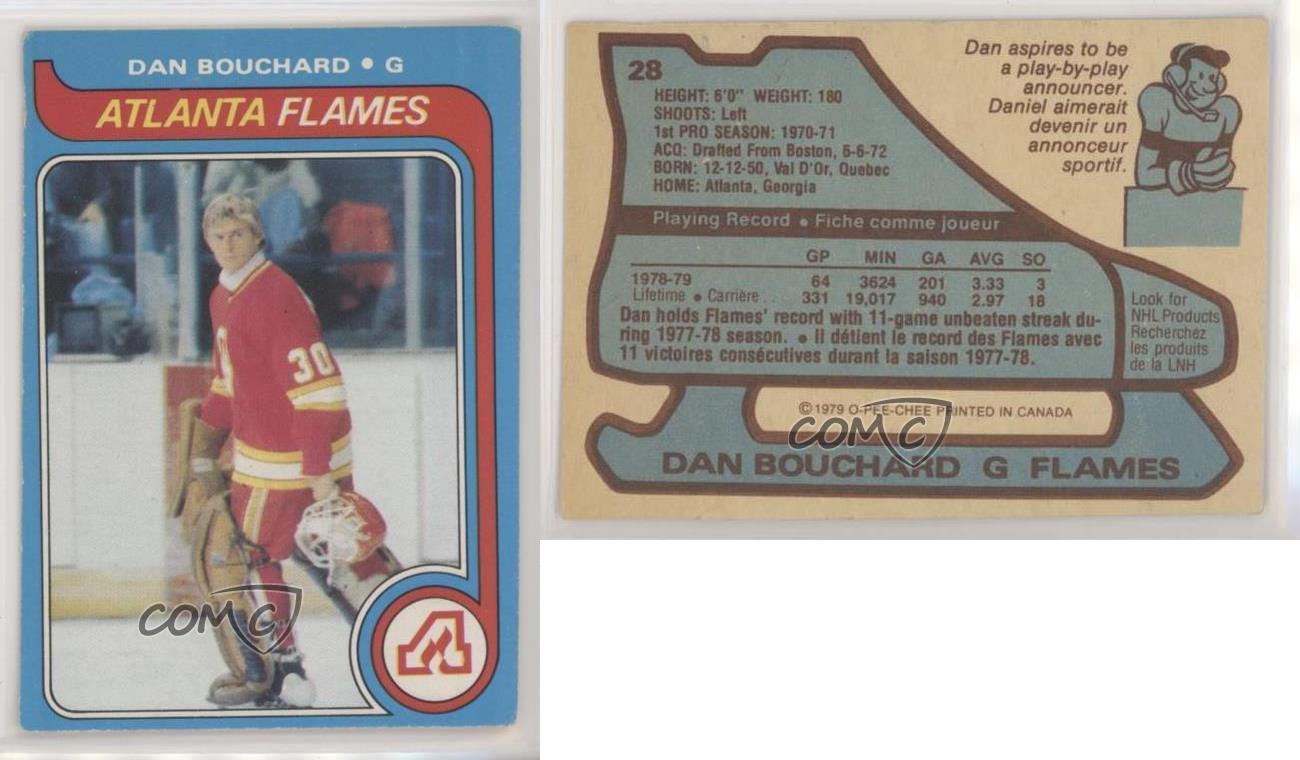 DAN BOUCHARD • G
ATLANTA FLAMES
30
COMC
28
HEIGHT: 6'0" WEIGHT: 180
SHOOTS: Left
1st PRO SEASON: 1970-71
ACQ: Drafted From Boston, 6-6-72
BORN: 12-12-50, Val D'Or, Quebec
HOME: Atlanta, Georgia
Dan aspires to be
a play-by-play
announcer.
Daniel aimerait
devenir un
annonceur
sportif.
Playing Record • Fiche comme joueur
GP MIN GA AVG SO
1978-79 64 3624 201 3.33 3
Lifetime • Carrière . . 331 19,017 940 2.97 18
Dan holds Flames' record with 11-game unbeaten streak du-
ring 1977-78 season. • Il détient le record des Flames avec
11 victoires consécutives durant la saison 1977-78.
Look for
NHL Products
Recherchez
les produits
de la LNH
©1979 O-PEE-CHEE PRINTED IN CANADA
COMC
DAN BOUCHARD G FLAMES